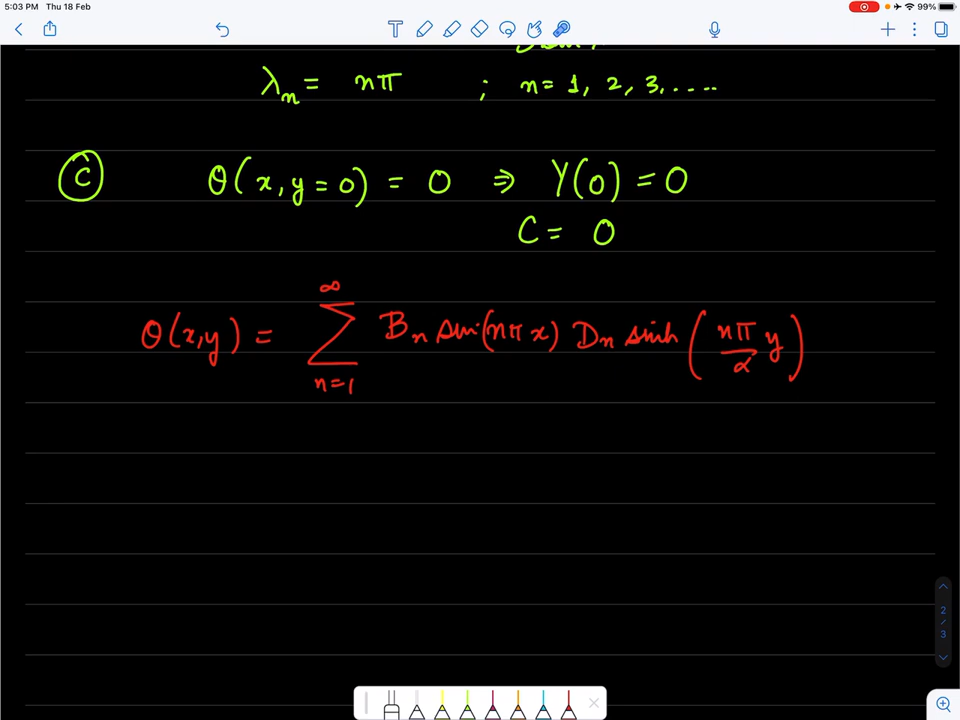 5:03 PM Thu 18 Feb 99%
λn = nπ ; n = 1, 2, 3, ....
Ⓒ θ(x, y = 0) = 0 ⇒ Y(0) = 0
C = 0
θ(x,y) = ∑_{n=1}^{∞} Bn sin(nπ x) Dn sinh (nπ/α y)
2
/
3